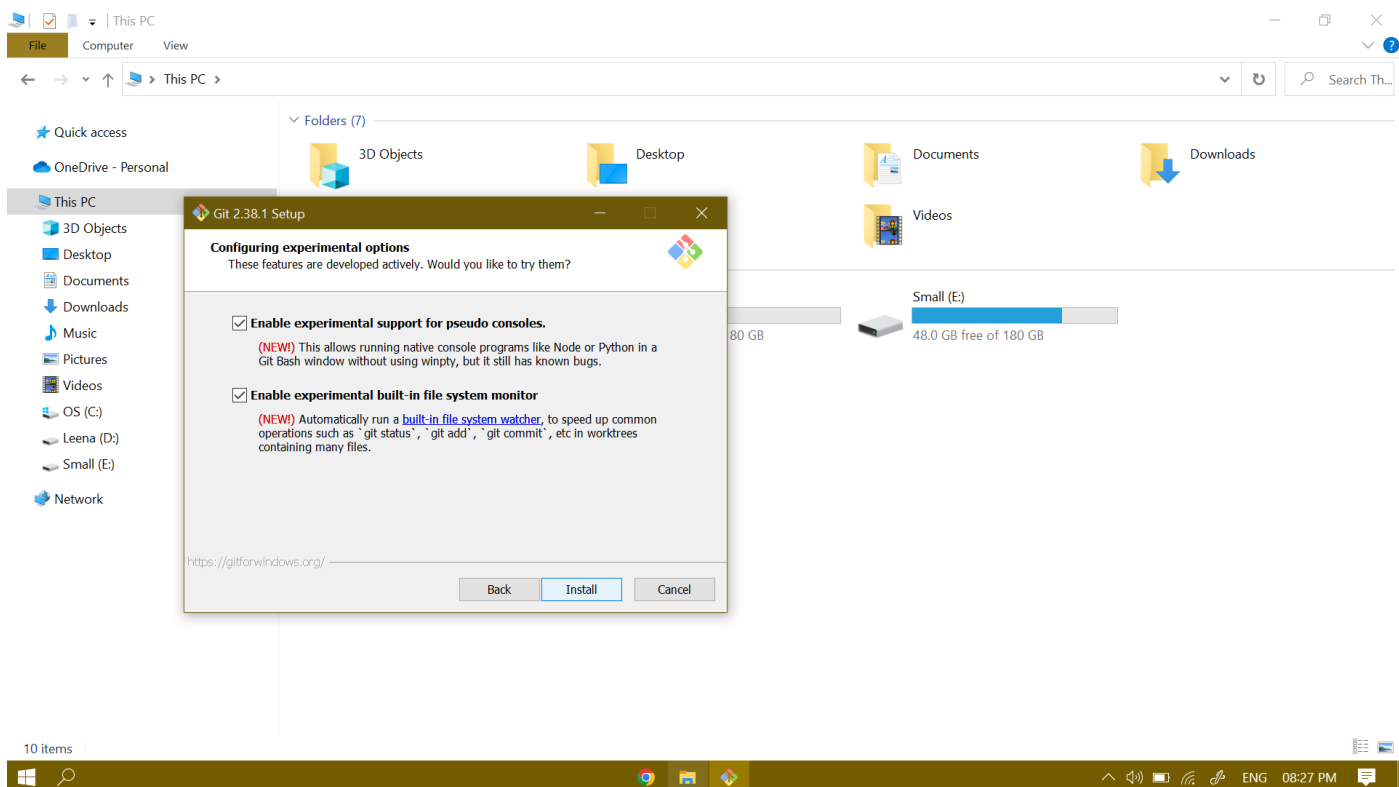 This PC
File Computer View
This PC
Search Th...
Quick access
OneDrive - Personal
This PC
3D Objects
Desktop
Documents
Downloads
Music
Pictures
Videos
OS (C:)
Leena (D:)
Small (E:)
Network
Folders (7)
3D Objects
Desktop
Documents
Downloads
Videos
80 GB
Small (E:)
48.0 GB free of 180 GB
Git 2.38.1 Setup
Configuring experimental options
These features are developed actively. Would you like to try them?
Enable experimental support for pseudo consoles.
(NEW!) This allows running native console programs like Node or Python in a
Git Bash window without using winpty, but it still has known bugs.
Enable experimental built-in file system monitor
(NEW!) Automatically run a built-in file system watcher, to speed up common
operations such as `git status`, `git add`, `git commit`, etc in worktrees
containing many files.
https://gitforwindows.org/
Back Install Cancel
10 items
ENG 08:27 PM